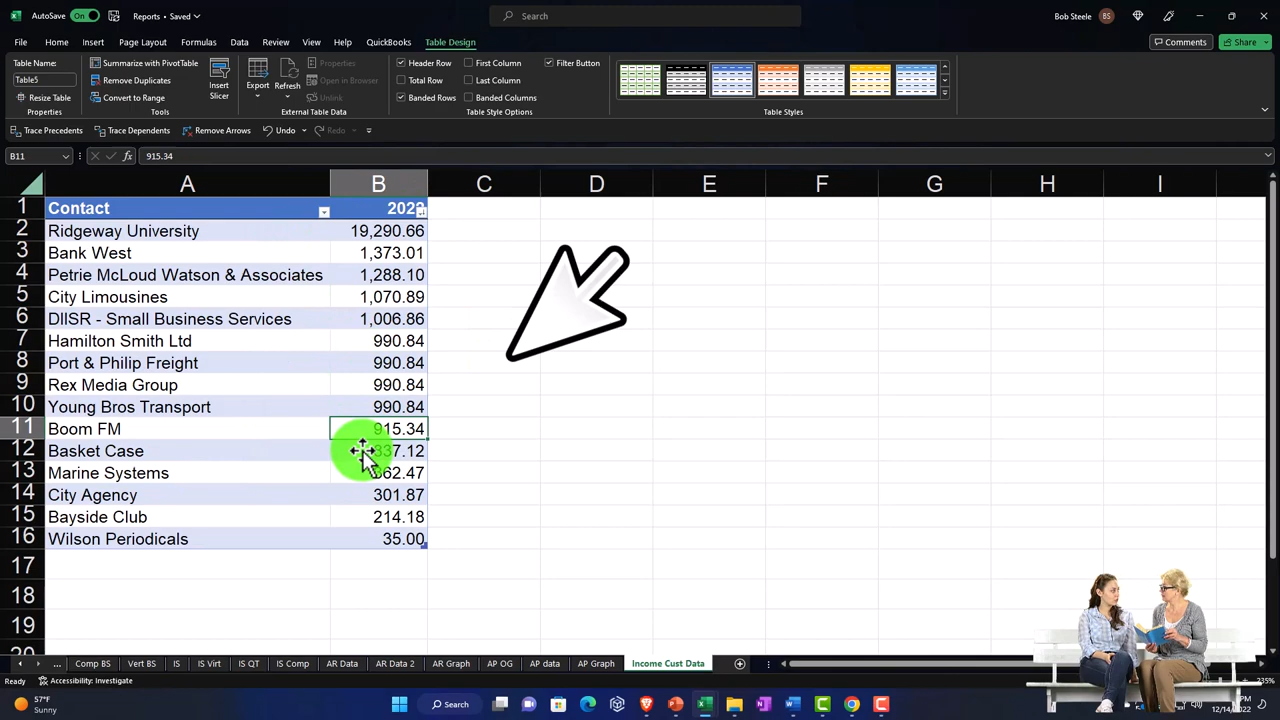 AutoSave On Reports • Saved Search Bob Steele BS
File Home Insert Page Layout Formulas Data Review View Help QuickBooks Table Design Comments Share
Table Name: Summarize with PivotTable Properties Header Row First Column Filter Button
Table5 Remove Duplicates Insert Slicer Export Refresh Open in Browser Total Row Last Column
Resize Table Convert to Range Unlink Banded Rows Banded Columns
Properties Tools External Table Data Table Style Options Table Styles
Trace Precedents Trace Dependents Remove Arrows Undo Redo
B11 fx 915.34
A B C D E F G H I
1 Contact
2 Ridgeway University 19,290.66
3 Bank West 1,373.01
4 Petrie McLoud Watson & Associates 1,288.10
5 City Limousines 1,070.89
6 DIISR - Small Business Services 1,006.86
7 Hamilton Smith Ltd 990.84
8 Port & Philip Freight 990.84
9 Rex Media Group 990.84
10 Young Bros Transport 990.84
11 Boom FM 915.34
12 Basket Case
13 Marine Systems
14 City Agency 301.87
15 Bayside Club 214.18
16 Wilson Periodicals 35.00
17
18
19
... Comp BS Vert BS IS IS Virt IS QT IS Comp AR Data AR Data 2 AR Graph AP OG AP data AP Graph Income Cust Data
Ready Accessibility: Investigate 235%
57°F Search
Sunny 12/14/2022